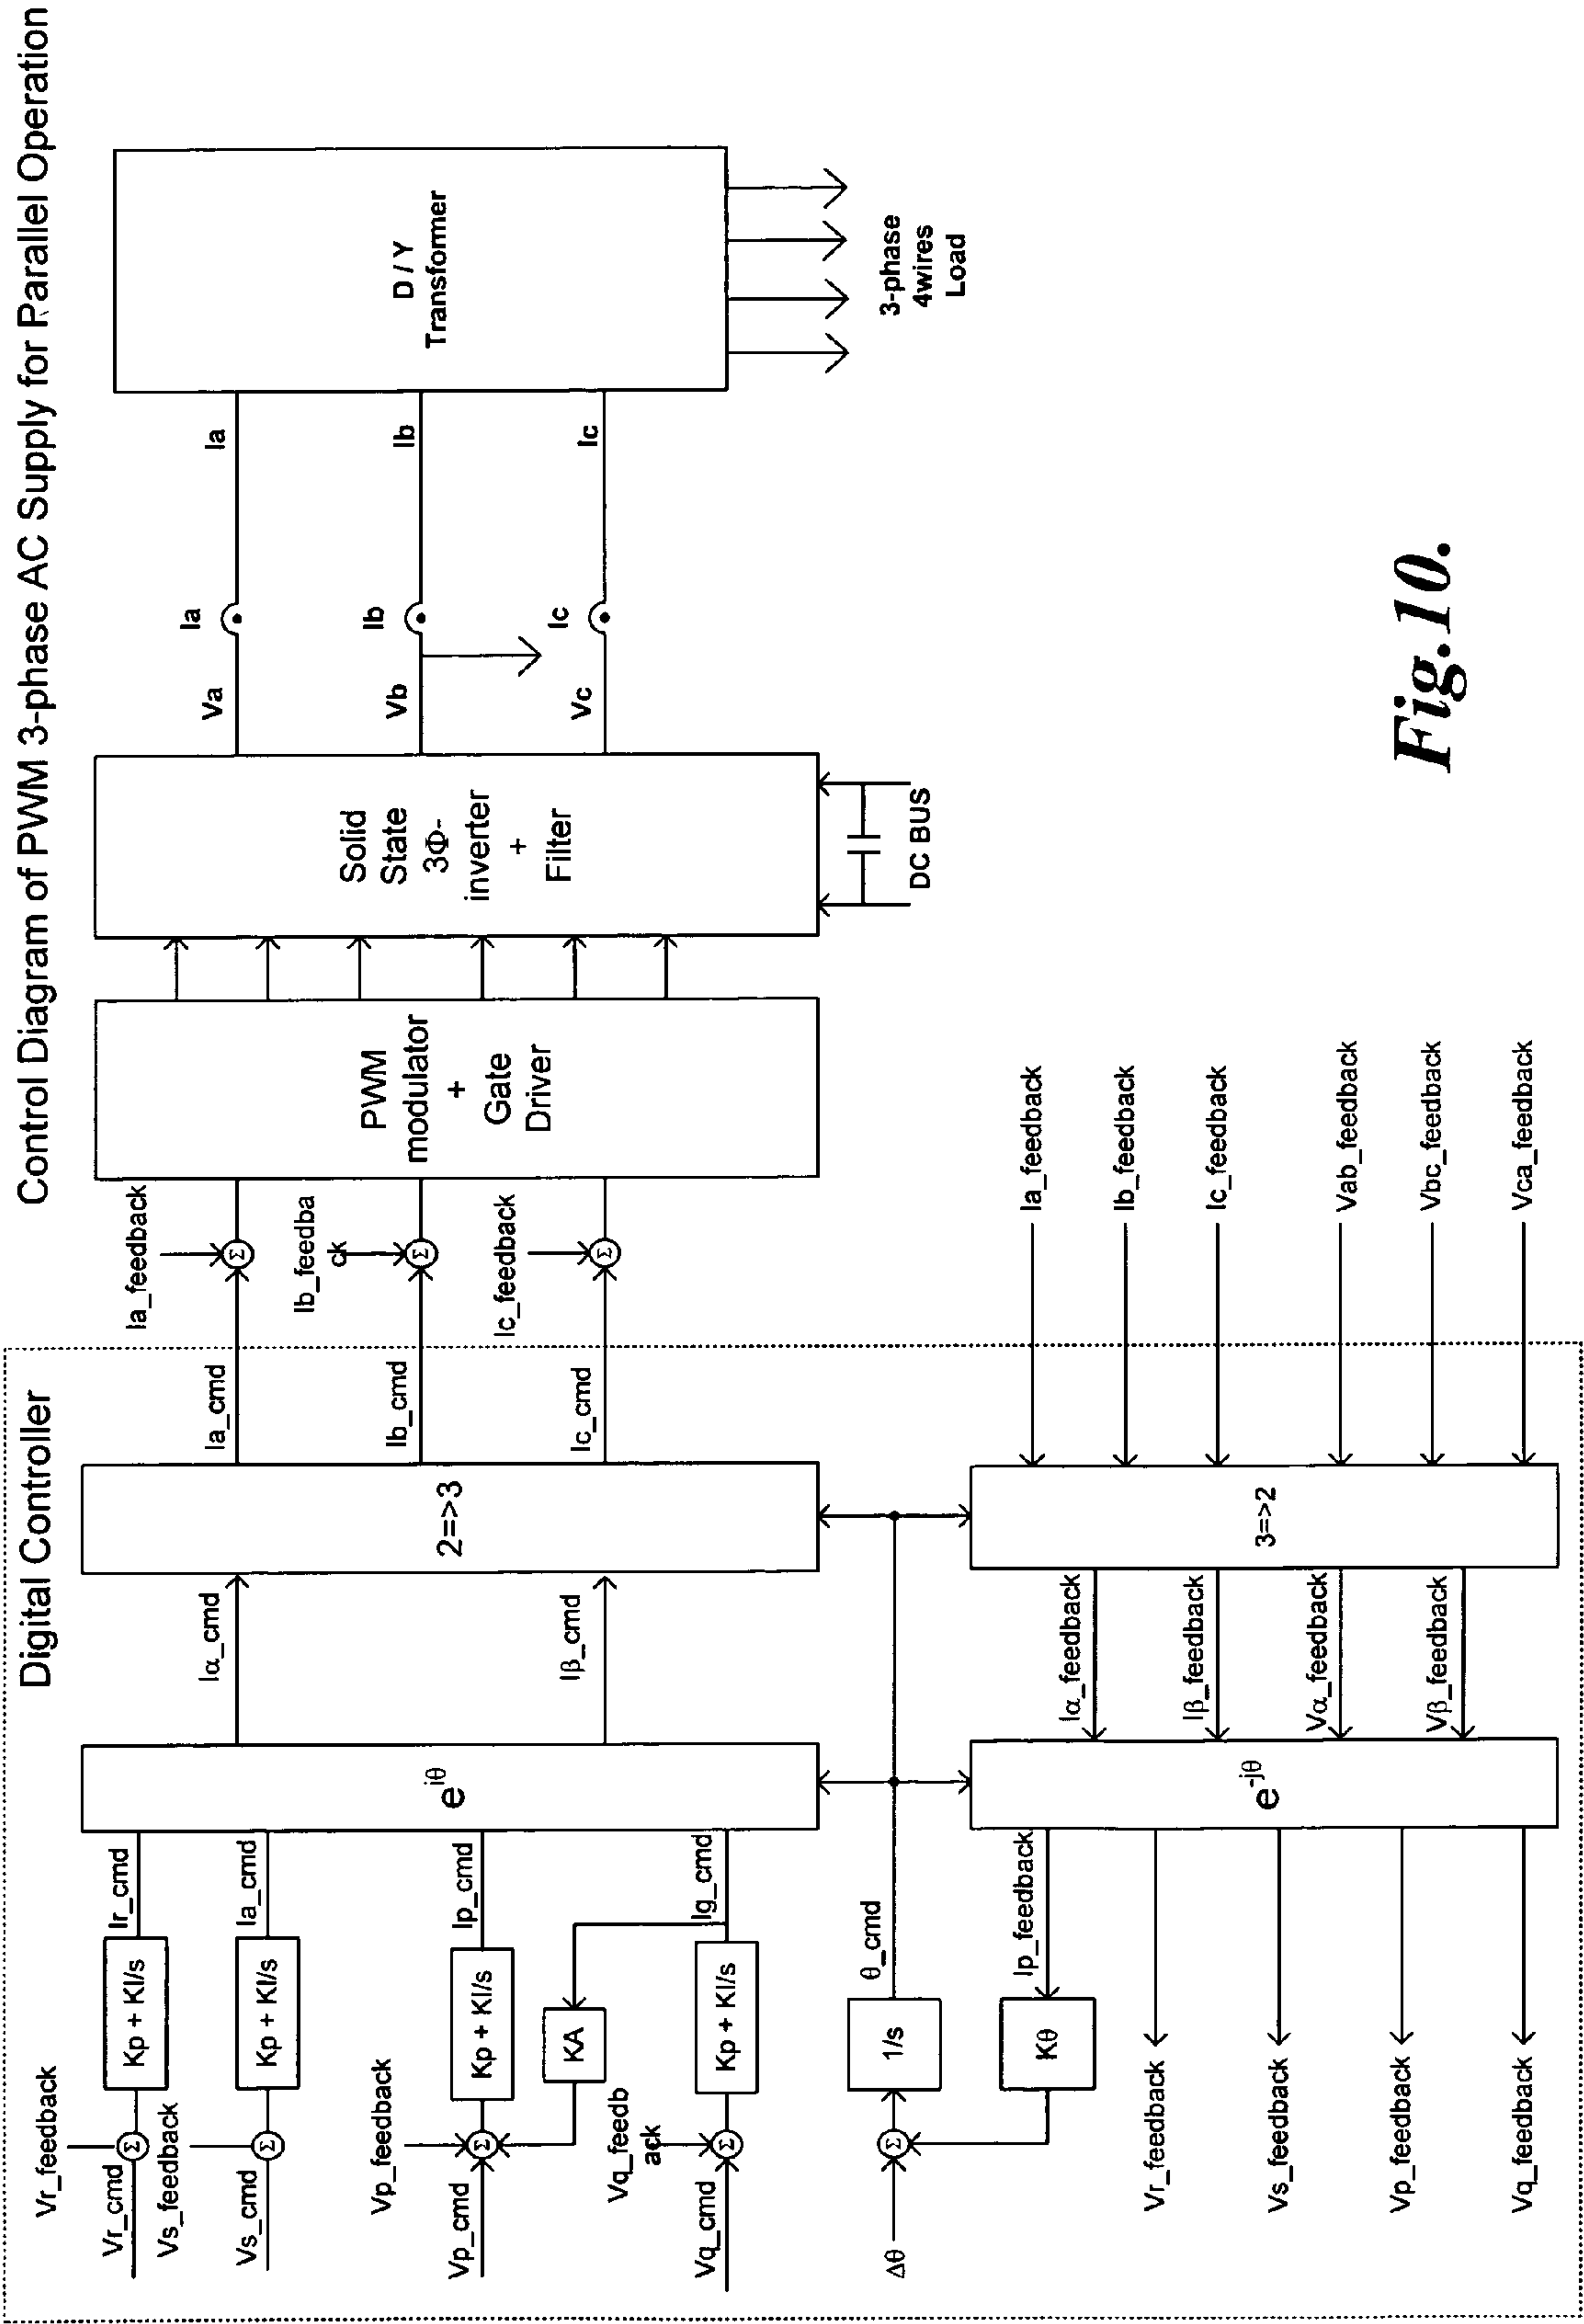 Control Diagram of PWM 3-phase AC Supply for Parallel Operation
Digital Controller
Vr_feedback
Vr_cmd
Σ
Kp + KI/s
Ir_cmd
Vs_feedback
Vs_cmd
Σ
Kp + KI/s
Ia_cmd
Vp_feedback
Vp_cmd
Σ
Kp + KI/s
Ip_cmd
KA
Vq_feedb
ack
Vq_cmd
Σ
Kp + KI/s
Ig_cmd
e^iθ
Iα_cmd
Iβ_cmd
2=>3
Ia_cmd
Ib_cmd
Ic_cmd
Ia_feedback
Σ
Ib_feedba
ck
Σ
Ic_feedback
Σ
PWM
modulator
+
Gate
Driver
Solid
State
3Φ-
inverter
+
Filter
DC BUS
Va
Ia
Ia
Vb
Ib
Ib
Vc
Ic
Ic
D / Y
Transformer
3-phase
4wires
Load
Δθ
Σ
1/s
θ_cmd
Kθ
Ip_feedback
Vr_feedback
Vs_feedback
Vp_feedback
Vq_feedback
e^-jθ
Iα_feedback
Iβ_feedback
Vα_feedback
Vβ_feedback
3=>2
Ia_feedback
Ib_feedback
Ic_feedback
Vab_feedback
Vbc_feedback
Vca_feedback
Fig.10.